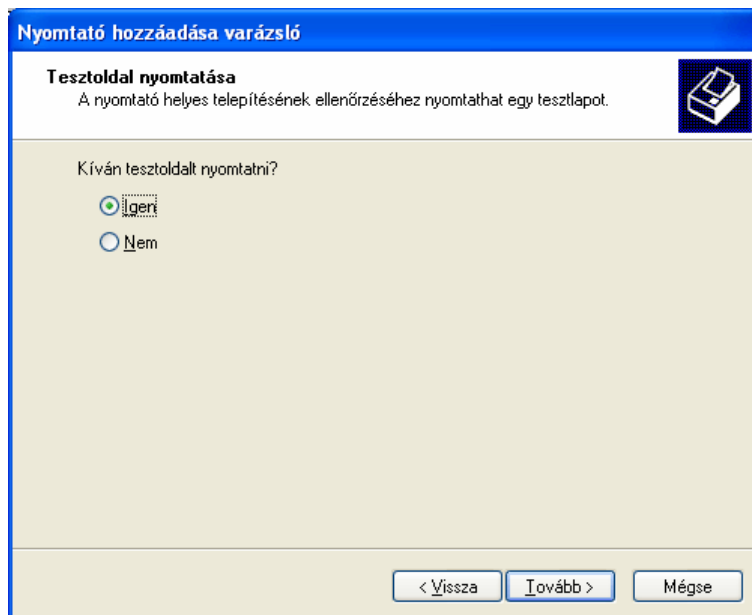 Nyomtató hozzáadása varázsló
Tesztoldal nyomtatása
A nyomtató helyes telepítésének ellenőrzéséhez nyomtathat egy tesztlapot.
Kíván tesztoldalt nyomtatni?
Igen
Nem
< Vissza Tovább > Mégse